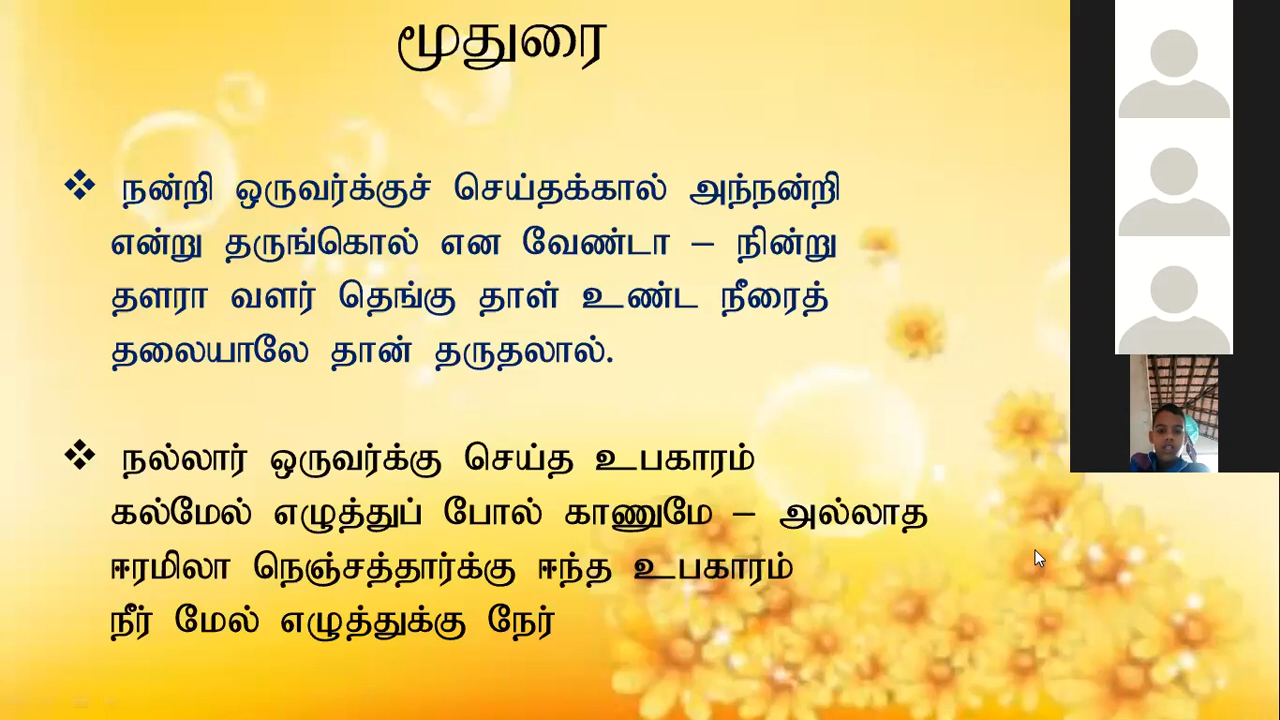 மூதுரை
❖ நன்றி ஒருவர்க்குச் செய்தக்கால் அந்நன்றி
என்று தருங்கொல் என வேண்டா – நின்று
தளரா வளர் தெங்கு தாள் உண்ட நீரைத்
தலையாலே தான் தருதலால்.
❖ நல்லார் ஒருவர்க்கு செய்த உபகாரம்
கல்மேல் எழுத்துப் போல் காணுமே – அல்லாத
ஈரமிலா நெஞ்சத்தார்க்கு ஈந்த உபகாரம்
நீர் மேல் எழுத்துக்கு நேர்